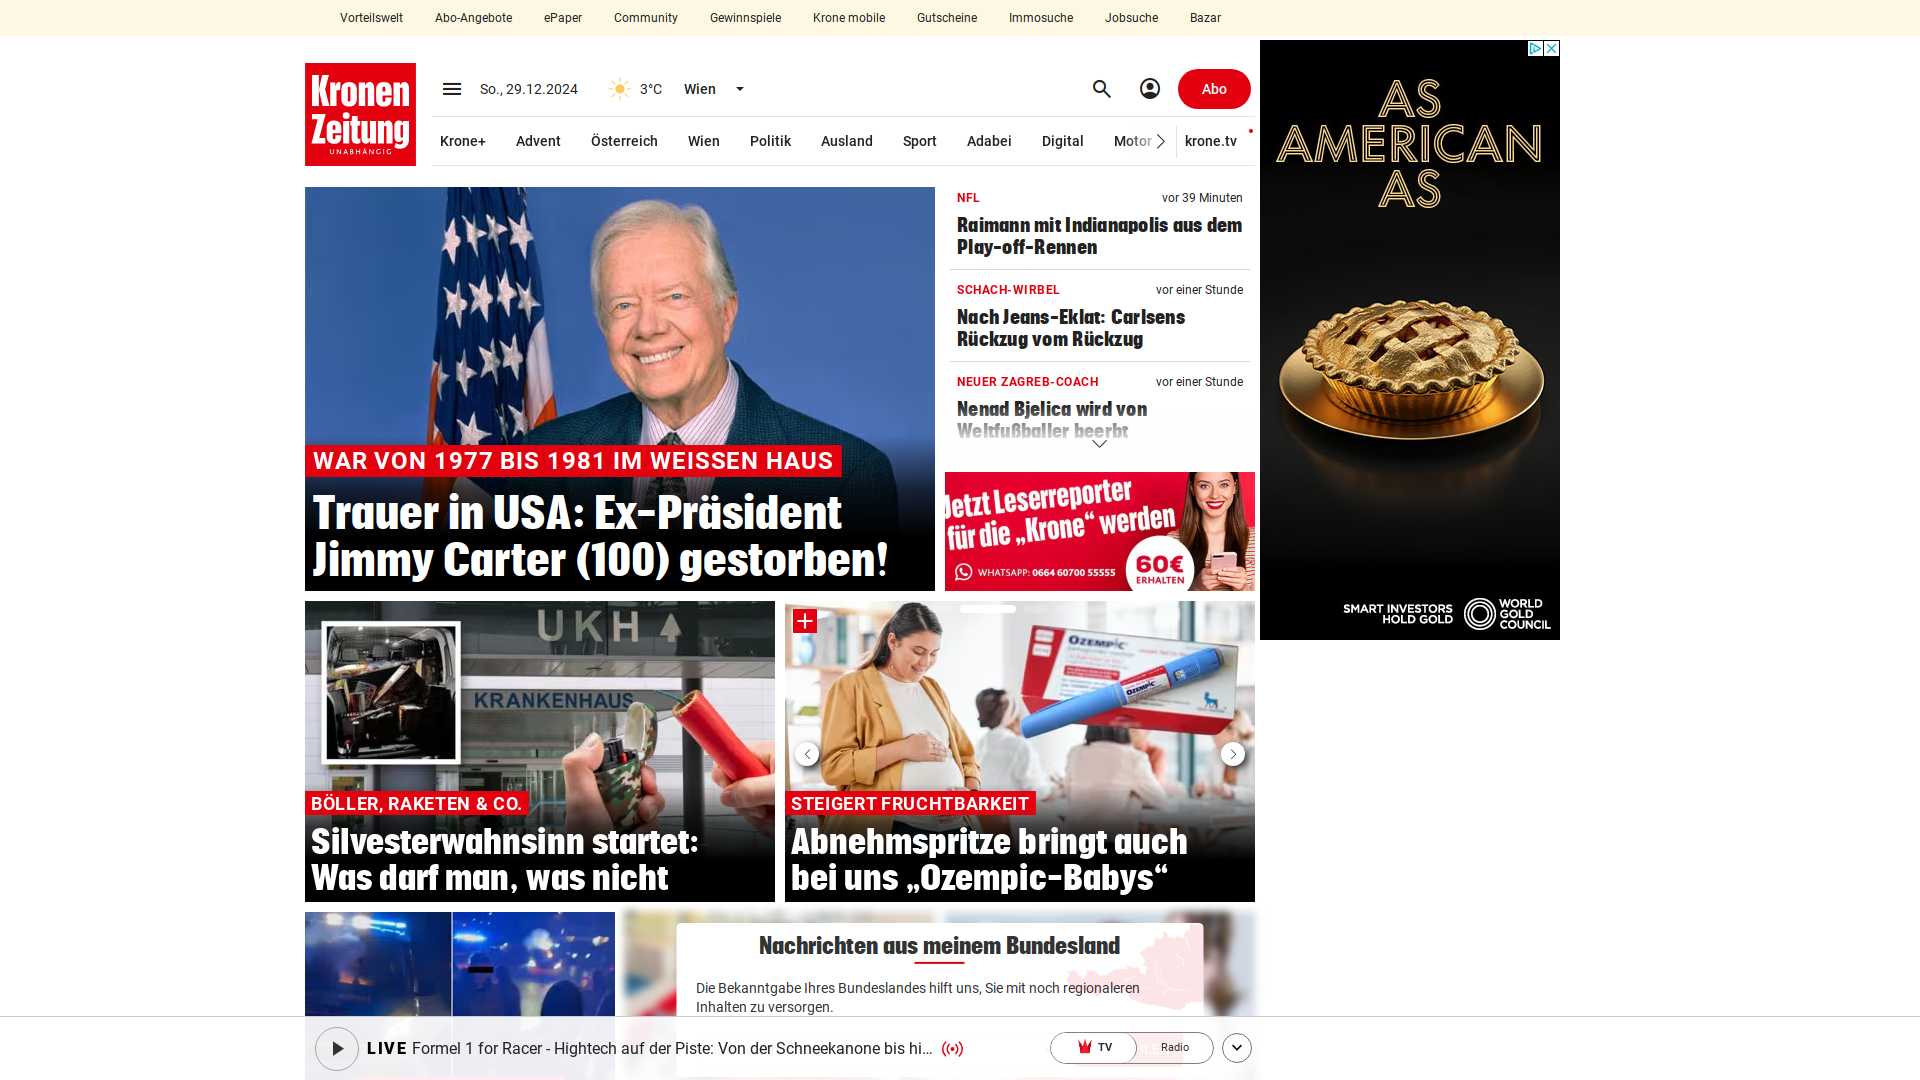 Vorteilswelt
Abo-Angebote
ePaper
Community
Gewinnspiele
Krone mobile
Gutscheine
Immosuche
Jobsuche
Bazar
Kronen
Zeitung
UNABHÄNGIG
So., 29.12.2024
3°C
Wien
Abo
Krone+
Advent
Österreich
Wien
Politik
Ausland
Sport
Adabei
Digital
Motor
krone.tv
WAR VON 1977 BIS 1981 IM WEISSEN HAUS
Trauer in USA: Ex-Präsident
Jimmy Carter (100) gestorben!
NFL
vor 39 Minuten
Raimann mit Indianapolis aus dem
Play-off-Rennen
SCHACH-WIRBEL
vor einer Stunde
Nach Jeans-Eklat: Carlsens
Rückzug vom Rückzug
NEUER ZAGREB-COACH
vor einer Stunde
Nenad Bjelica wird von
Weltfußballer beerbt
Jetzt Leserreporter
für die „Krone“ werden
WHATSAPP: 0664 60700 55555
60€
ERHALTEN
AS
AMERICAN
AS
SMART INVESTORS
HOLD GOLD
WORLD
GOLD
COUNCIL
UKH
KRANKENHAUS
BÖLLER, RAKETEN & CO.
Silvesterwahnsinn startet:
Was darf man, was nicht
OZEMPIC
OZEMPIC
STEIGERT FRUCHTBARKEIT
Abnehmspritze bringt auch
bei uns „Ozempic-Babys“
Nachrichten aus meinem Bundesland
Die Bekanntgabe Ihres Bundeslandes hilft uns, Sie mit noch regionaleren
Inhalten zu versorgen.
LIVE Formel 1 for Racer - Hightech auf der Piste: Von der Schneekanone bis hi...
TV
Radio